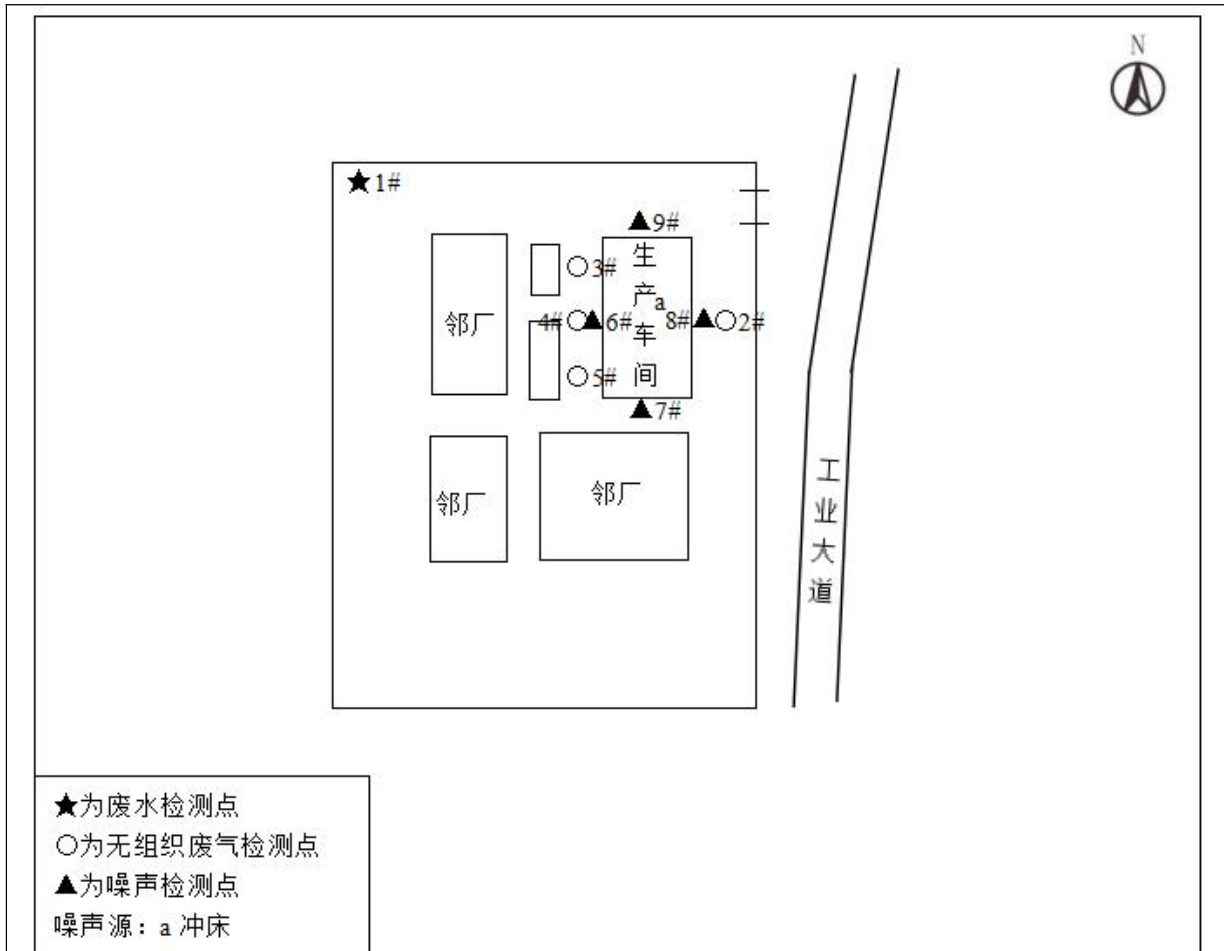 N
★1#
▲9#
○3#
生产车间
a
邻厂
4#○▲6#
8#▲○2#
○5#
▲7#
邻厂
邻厂
工业大道
★为废水检测点
○为无组织废气检测点
▲为噪声检测点
噪声源：a 冲床